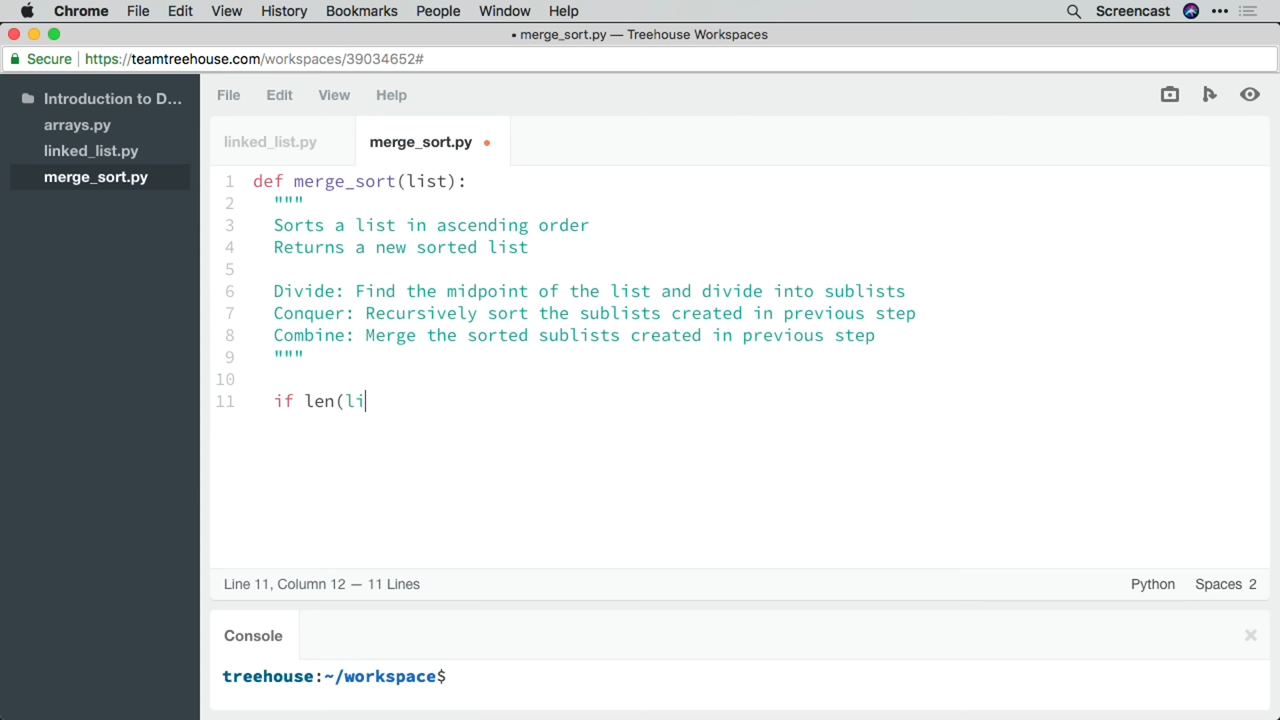 Chrome File Edit View History Bookmarks People Window Help Screencast
• merge_sort.py — Treehouse Workspaces
Secure https://teamtreehouse.com/workspaces/39034652#
Introduction to D...
arrays.py
linked_list.py
merge_sort.py
File Edit View Help
linked_list.py merge_sort.py
1 def merge_sort(list):
2 """
3 Sorts a list in ascending order
4 Returns a new sorted list
5
6 Divide: Find the midpoint of the list and divide into sublists
7 Conquer: Recursively sort the sublists created in previous step
8 Combine: Merge the sorted sublists created in previous step
9 """
10
11 if len(li
Line 11, Column 12 — 11 Lines Python Spaces 2
Console
treehouse:~/workspace$